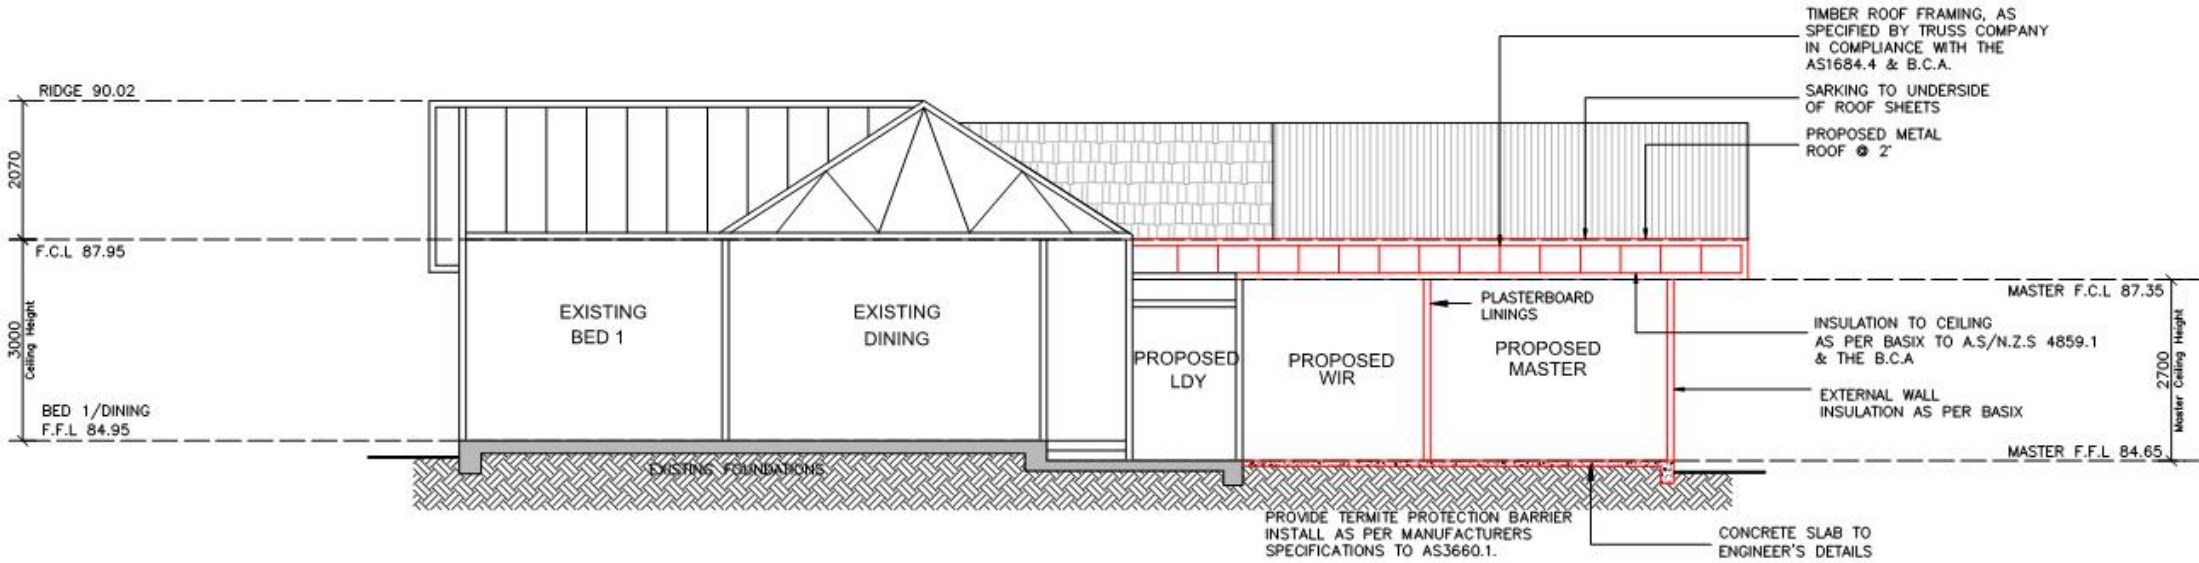 TIMBER ROOF FRAMING, AS
SPECIFIED BY TRUSS COMPANY
IN COMPLIANCE WITH THE
AS1684.4 & B.C.A.
SARKING TO UNDERSIDE
OF ROOF SHEETS
PROPOSED METAL
ROOF @ 2°
RIDGE 90.02
2070
F.C.L 87.95
3000
Ceiling Height
BED 1/DINING
F.F.L 84.95
EXISTING
BED 1
EXISTING
DINING
PROPOSED
LDY
PROPOSED
WIR
PROPOSED
MASTER
PLASTERBOARD
LININGS
MASTER F.C.L 87.35
INSULATION TO CEILING
AS PER BASIX TO A.S/N.Z.S 4859.1
& THE B.C.A
2700
Master Ceiling Height
EXTERNAL WALL
INSULATION AS PER BASIX
MASTER F.F.L 84.65
EXISTING FOUNDATIONS
PROVIDE TERMITE PROTECTION BARRIER
INSTALL AS PER MANUFACTURERS
SPECIFICATIONS TO AS3660.1.
CONCRETE SLAB TO
ENGINEER'S DETAILS